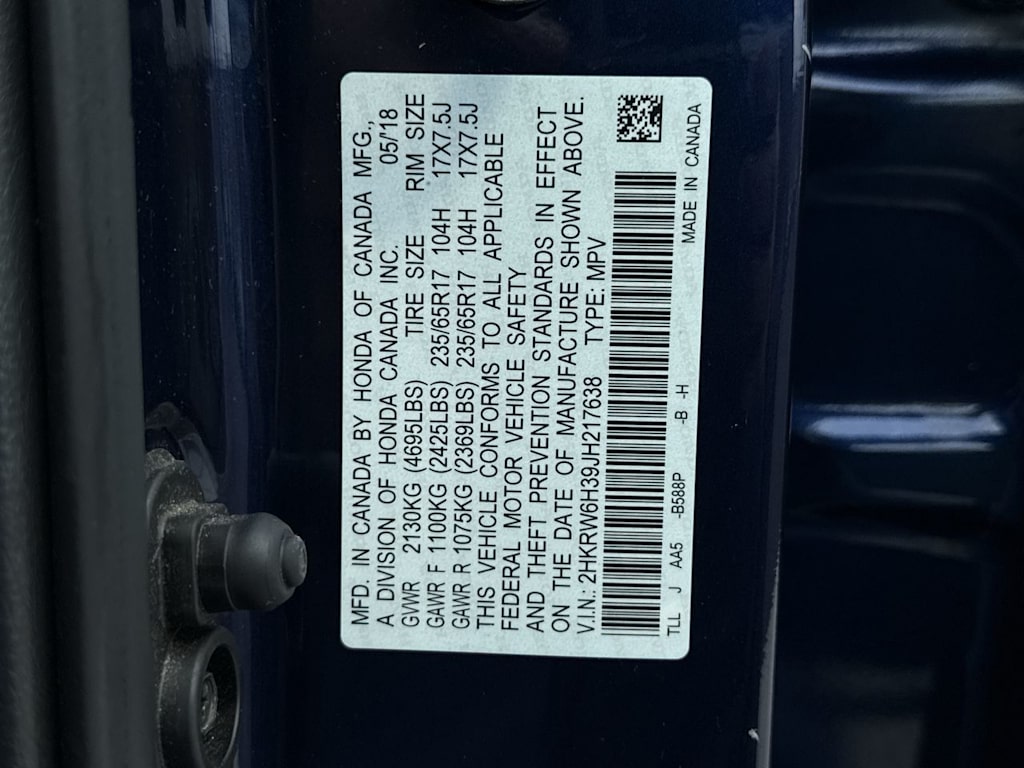 MFD. IN CANADA BY HONDA OF CANADA MFG.,
A DIVISION OF HONDA CANADA INC. 05/'18
GVWR 2130KG (4695LBS) TIRE SIZE RIM SIZE
GAWR F 1100KG (2425LBS) 235/65R17 104H 17X7.5J
GAWR R 1075KG (2369LBS) 235/65R17 104H 17X7.5J
THIS VEHICLE CONFORMS TO ALL APPLICABLE
FEDERAL MOTOR VEHICLE SAFETY
AND THEFT PREVENTION STANDARDS IN EFFECT
ON THE DATE OF MANUFACTURE SHOWN ABOVE.
V.I.N.: 2HKRW6H39JH217638 TYPE: MPV
TLL J AA5 -B588P -B -H MADE IN CANADA